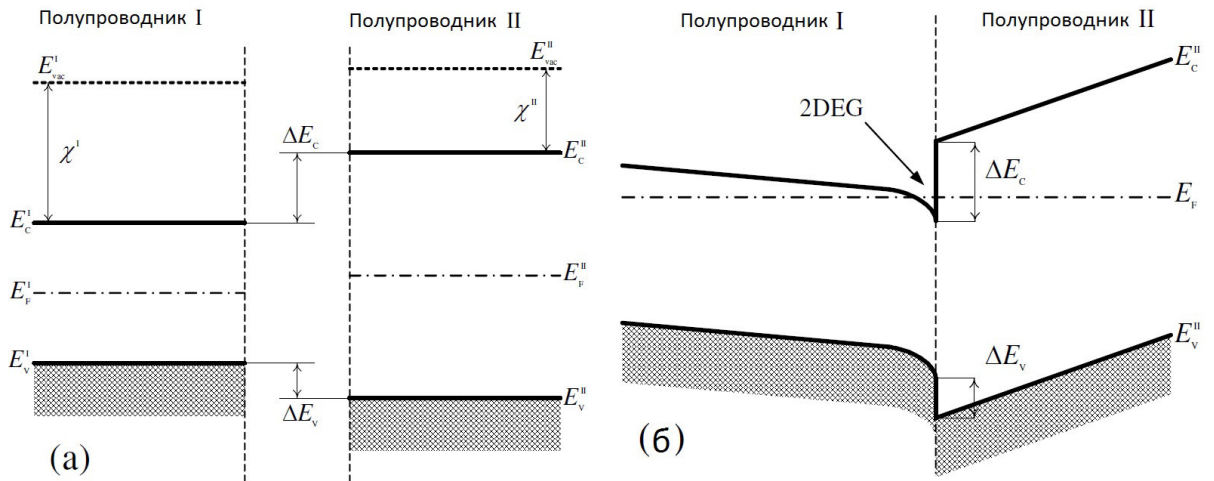 Полупроводник I
Полупроводник II
Полупроводник I
Полупроводник II
E^I_vac
E^II_vac
E^II_C
χ^I
χ^II
2DEG
ΔE_C
E^II_C
ΔE_C
E_F
E^I_C
E^I_F
E^II_F
E^II_V
E^I_V
ΔE_V
ΔE_V
E^II_V
(а)
(б)